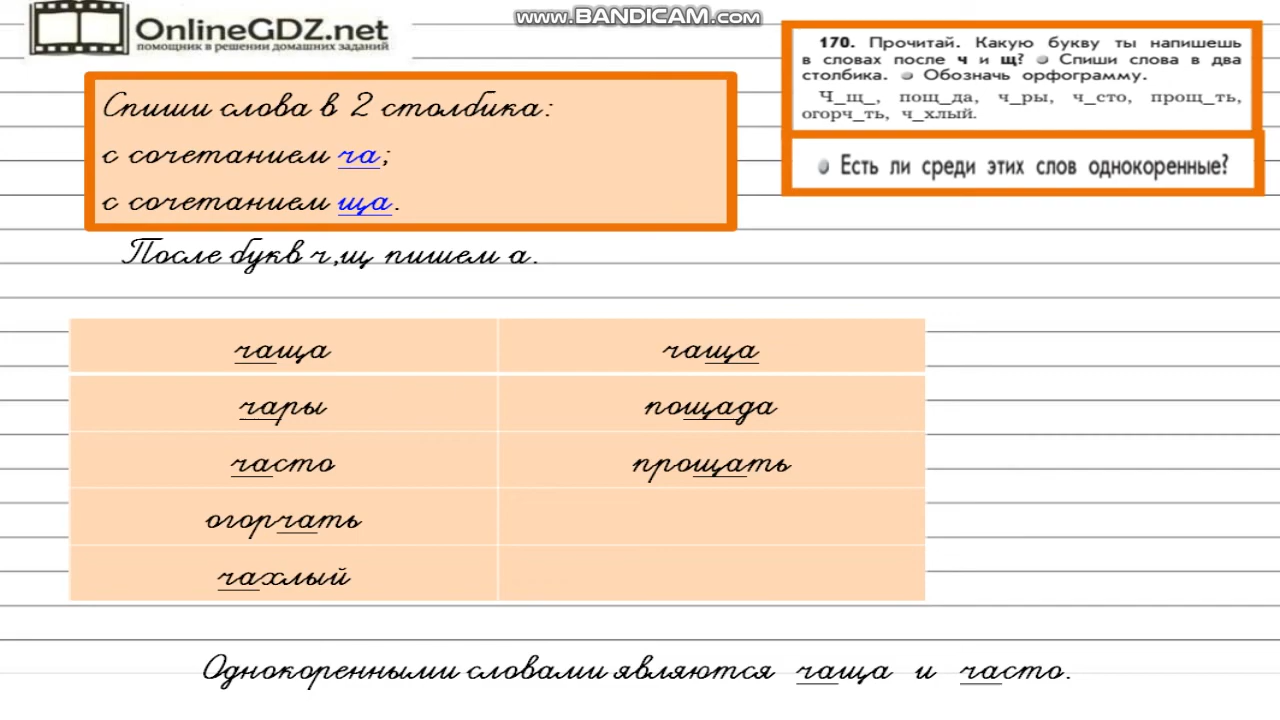 www.BANDICAM.com
OnlineGDZ.net
помощник в решении домашних заданий
170. Прочитай. Какую букву ты напишешь
в словах после ч и щ? Спиши слова в два
столбика. Обозначь орфограмму.
Ч_щ_, пощ_да, ч_ры, ч_сто, прощ_ть,
огорч_ть, ч_хлый.
Есть ли среди этих слов однокоренные?
Спиши слова в 2 столбика:
с сочетанием ча;
с сочетанием ща.
После букв ч,щ пишем а.
чаща чаща
чары пощада
часто прощать
огорчать
чахлый
Однокоренными словами являются чаща и часто.